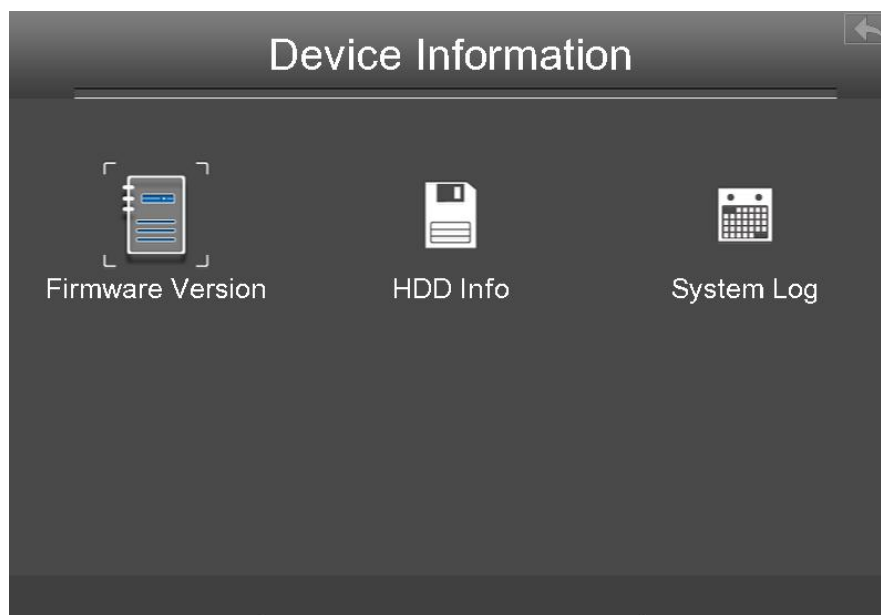 Device Information
Firmware Version
HDD Info
System Log